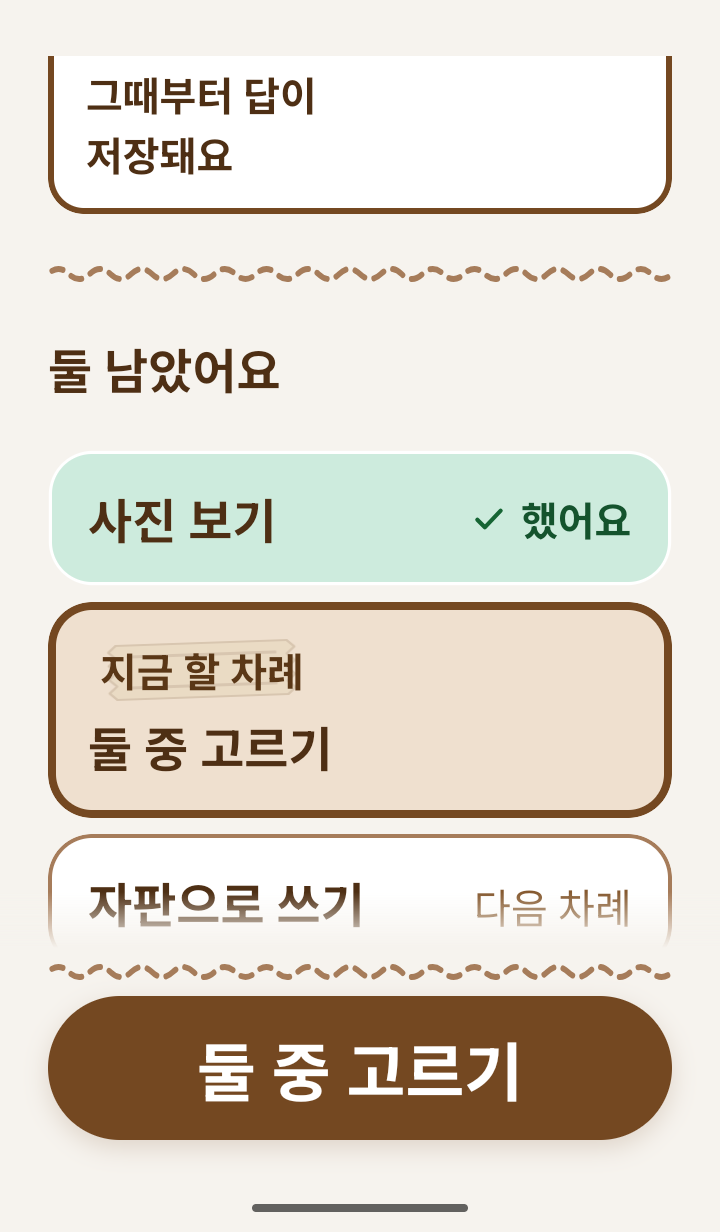 그때부터 답이
저장돼요
둘 남았어요
사진 보기
했어요
지금 할 차례
둘 중 고르기
자판으로 쓰기
다음 차례
둘 중 고르기